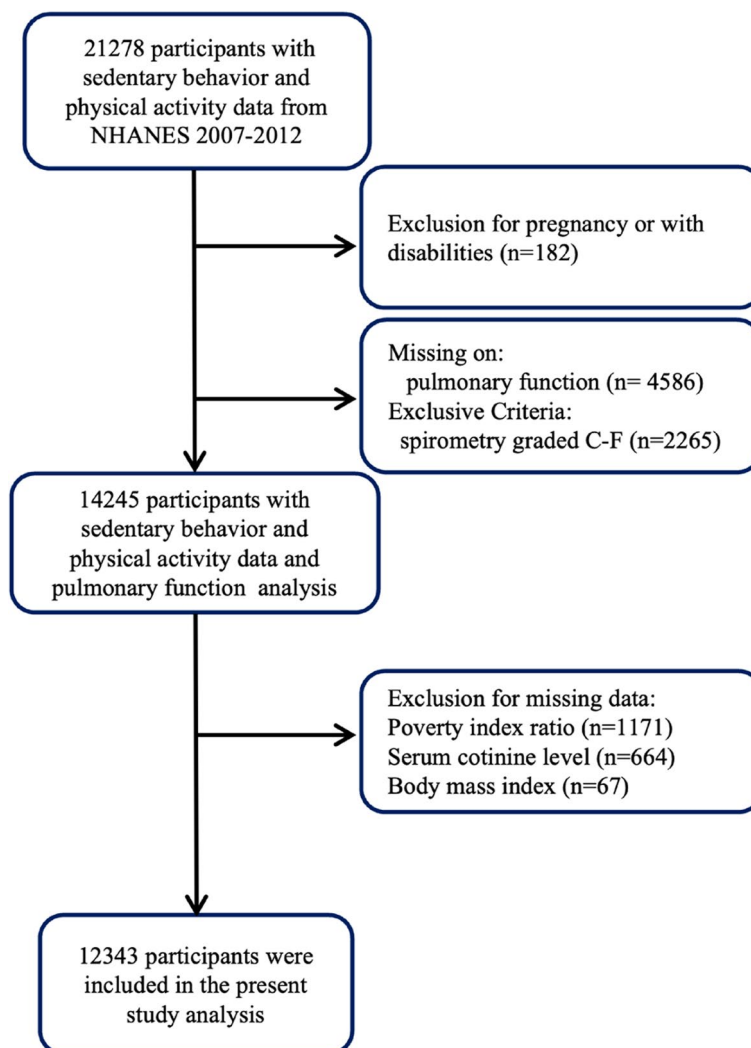 21278 participants with
sedentary behavior and
physical activity data from
NHANES 2007-2012
Exclusion for pregnancy or with
disabilities (n=182)
Missing on:
pulmonary function (n= 4586)
Exclusive Criteria:
spirometry graded C-F (n=2265)
14245 participants with
sedentary behavior and
physical activity data and
pulmonary function analysis
Exclusion for missing data:
Poverty index ratio (n=1171)
Serum cotinine level (n=664)
Body mass index (n=67)
12343 participants were
included in the present
study analysis